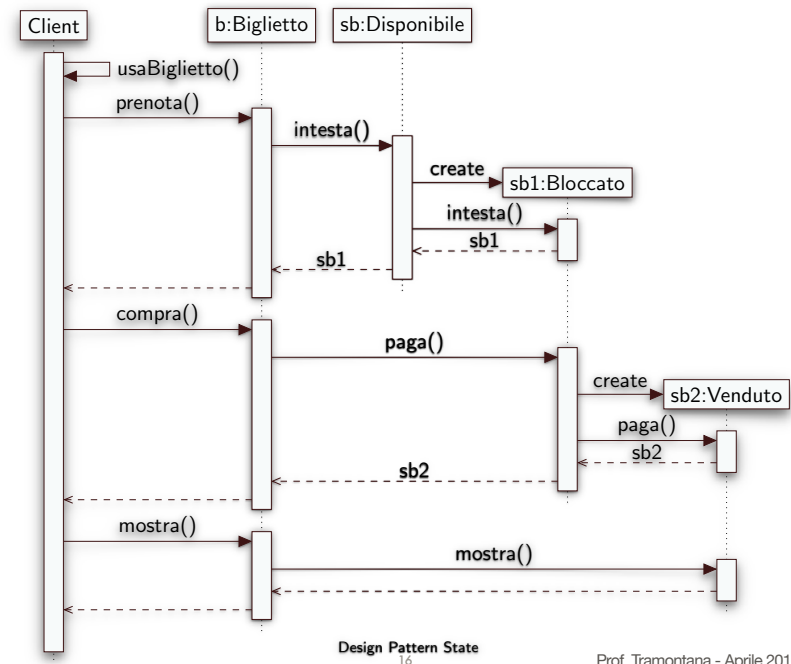 Client
b:Biglietto
sb:Disponibile
usaBiglietto()
prenota()
intesta()
create
sb1:Bloccato
intesta()
sb1
sb1
compra()
paga()
create
sb2:Venduto
paga()
sb2
sb2
mostra()
mostra()
Design Pattern State
16
Prof. Tramontana - Aprile 201